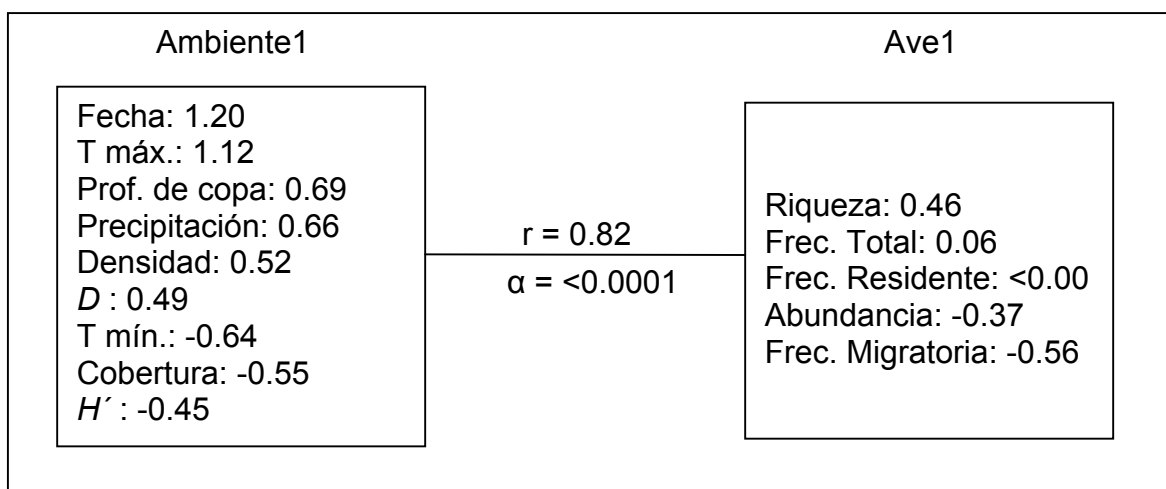 Ambiente1
Fecha: 1.20
T máx.: 1.12
Prof. de copa: 0.69
Precipitación: 0.66
Densidad: 0.52
D : 0.49
T mín.: -0.64
Cobertura: -0.55
H´ : -0.45
r = 0.82
α = <0.0001
Ave1
Riqueza: 0.46
Frec. Total: 0.06
Frec. Residente: <0.00
Abundancia: -0.37
Frec. Migratoria: -0.56